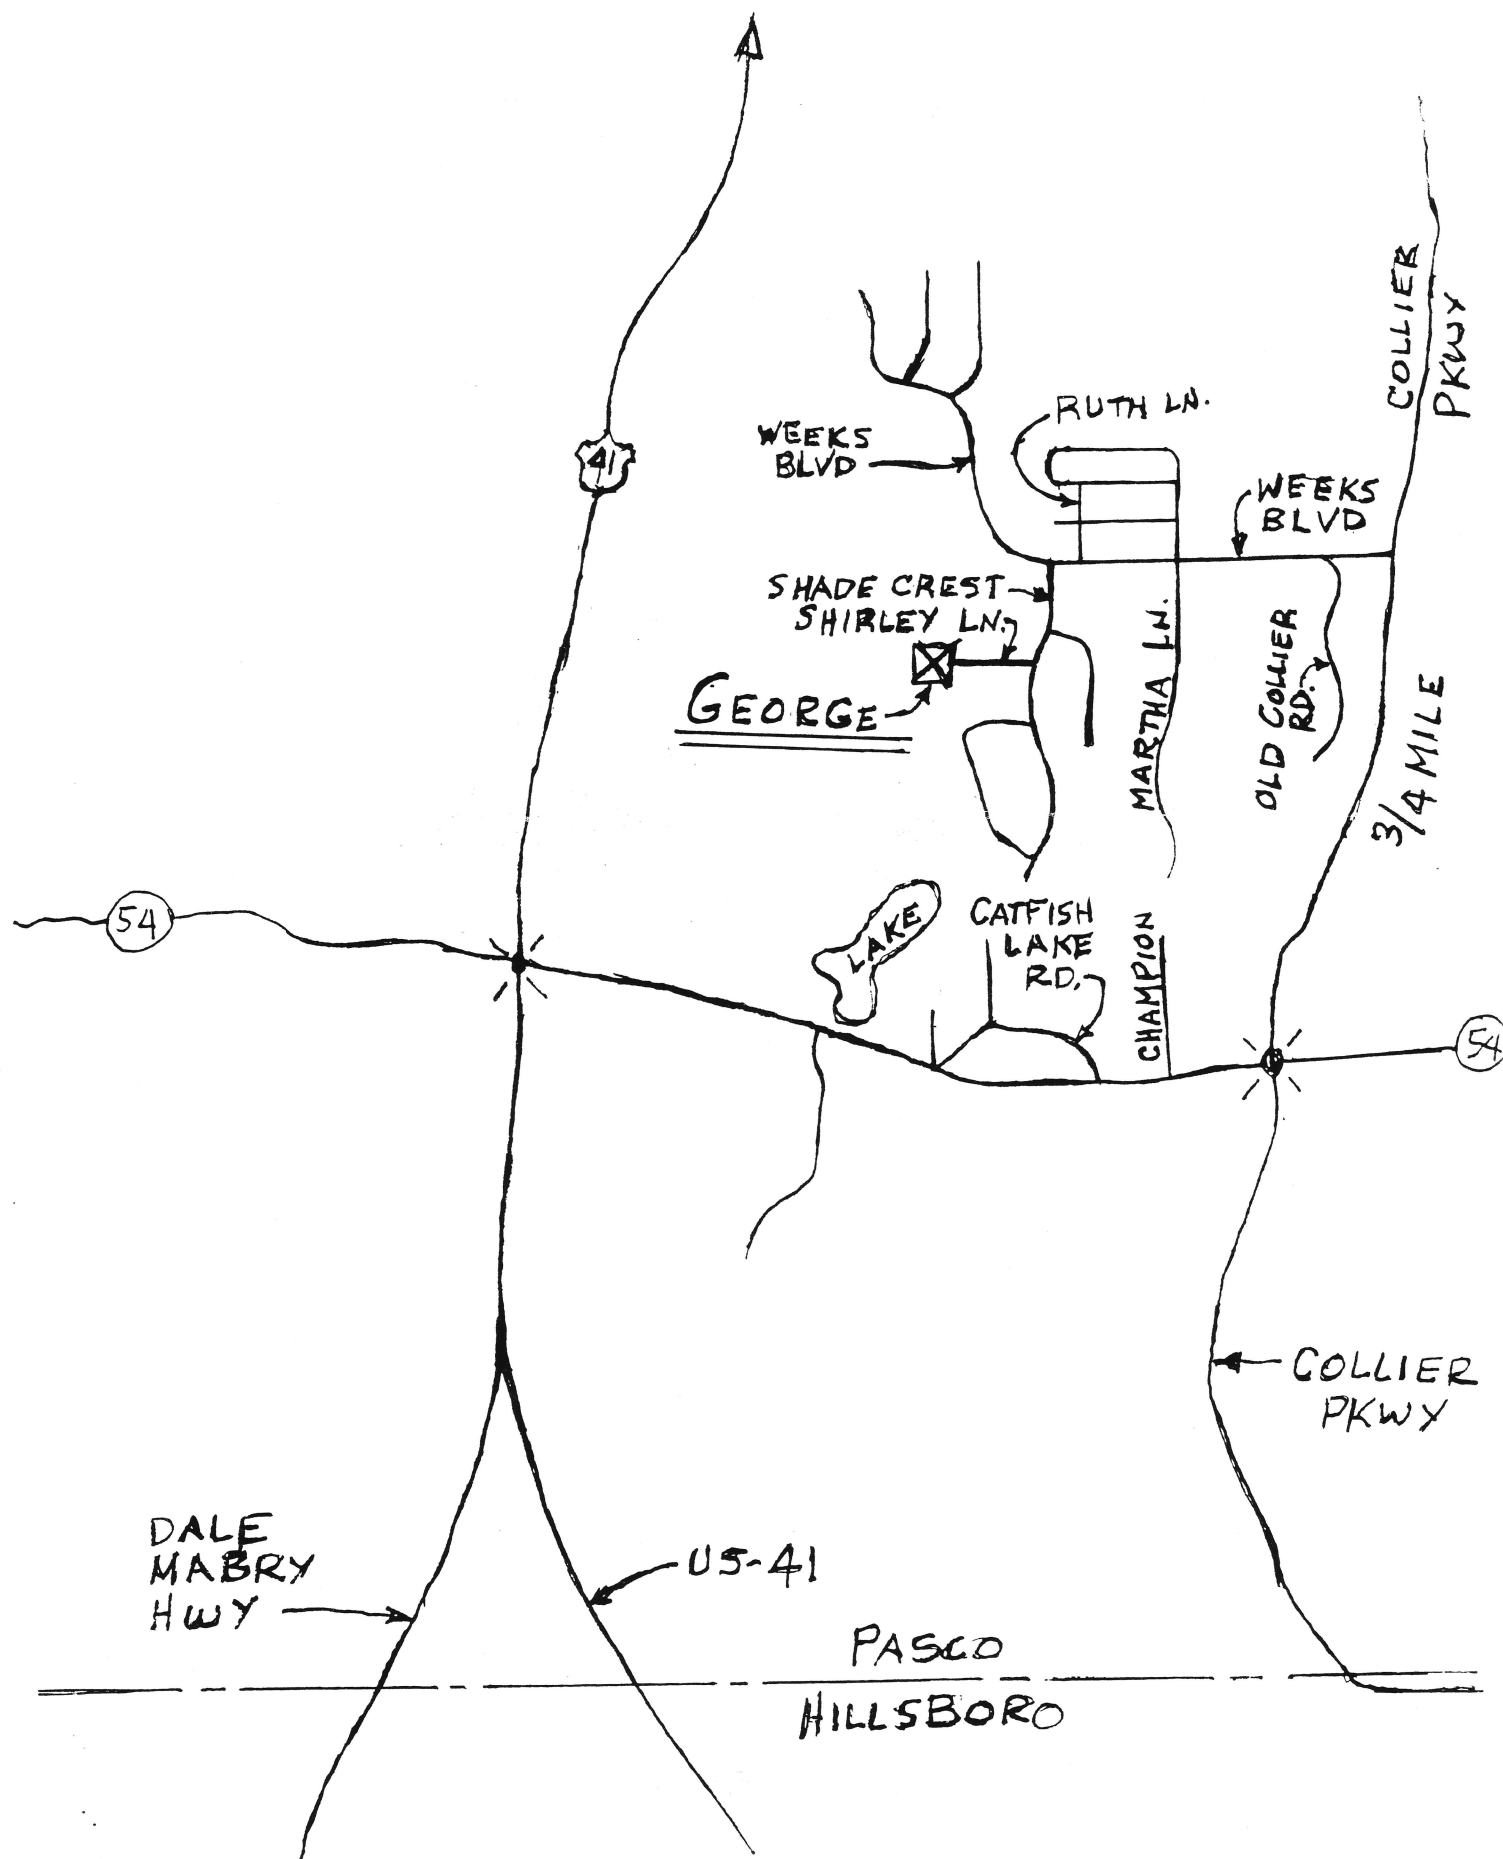 COLLIER
PKWY
RUTH LN.
WEEKS
BLVD
41
WEEKS
BLVD
SHADE CREST
SHIRLEY LN.
GEORGE
MARTHA LN.
OLD COLLIER
RD.
3/4 MILE
54
LAKE
CATFISH
LAKE
RD.
CHAMPION
54
COLLIER
PKWY
DALE
MABRY
HWY
US-41
PASCO
HILLSBORO